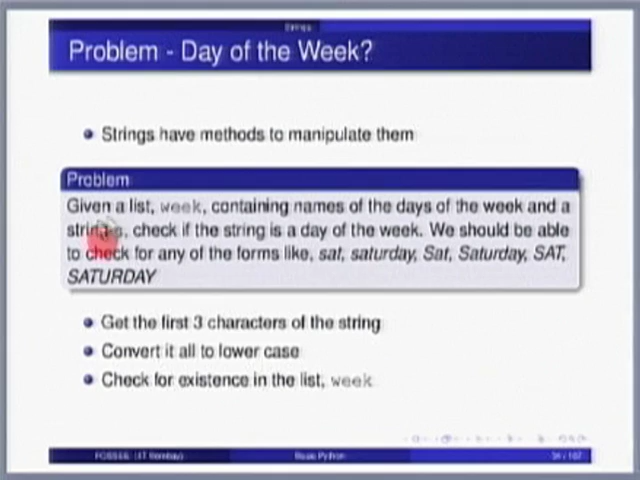 Strings
Problem - Day of the Week?
Strings have methods to manipulate them
Problem
Given a list, week, containing names of the days of the week and a
string s, check if the string is a day of the week. We should be able
to check for any of the forms like, sat, saturday, Sat, Saturday, SAT,
SATURDAY
Get the first 3 characters of the string
Convert it all to lower case
Check for existence in the list, week
FOSSEE (IIT Bombay)
Basic Python
/ 107